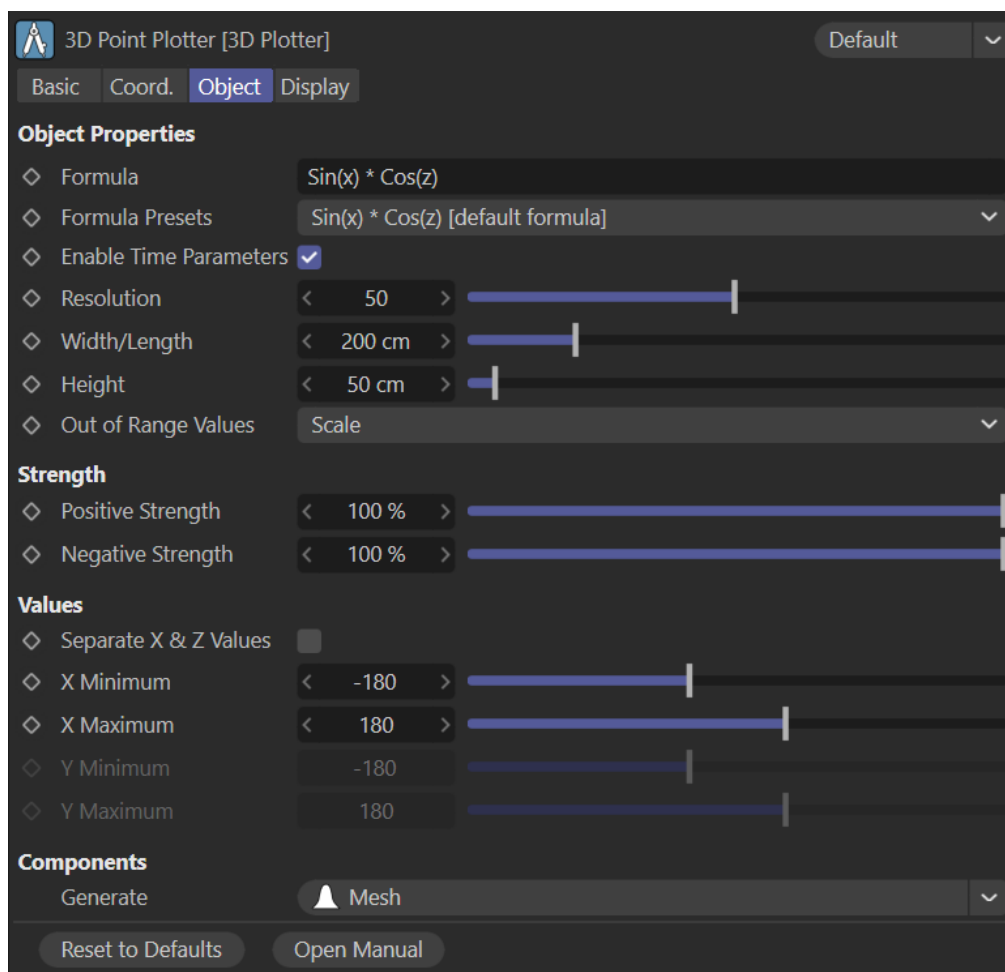 3D Point Plotter [3D Plotter] Default
Basic Coord. Object Display
Object Properties
Formula Sin(x) * Cos(z)
Formula Presets Sin(x) * Cos(z) [default formula]
Enable Time Parameters
Resolution 50
Width/Length 200 cm
Height 50 cm
Out of Range Values Scale
Strength
Positive Strength 100 %
Negative Strength 100 %
Values
Separate X & Z Values
X Minimum -180
X Maximum 180
Y Minimum -180
Y Maximum 180
Components
Generate Mesh
Reset to Defaults Open Manual